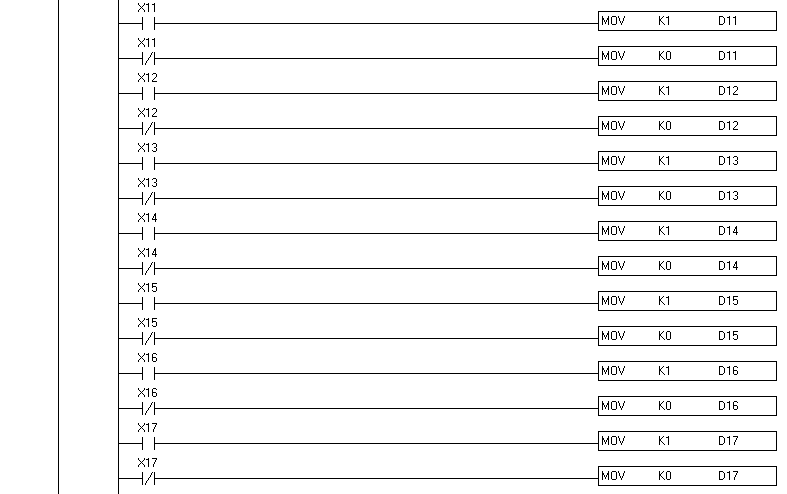 X11
MOV K1 D11
X11
MOV K0 D11
X12
MOV K1 D12
X12
MOV K0 D12
X13
MOV K1 D13
X13
MOV K0 D13
X14
MOV K1 D14
X14
MOV K0 D14
X15
MOV K1 D15
X15
MOV K0 D15
X16
MOV K1 D16
X16
MOV K0 D16
X17
MOV K1 D17
X17
MOV K0 D17